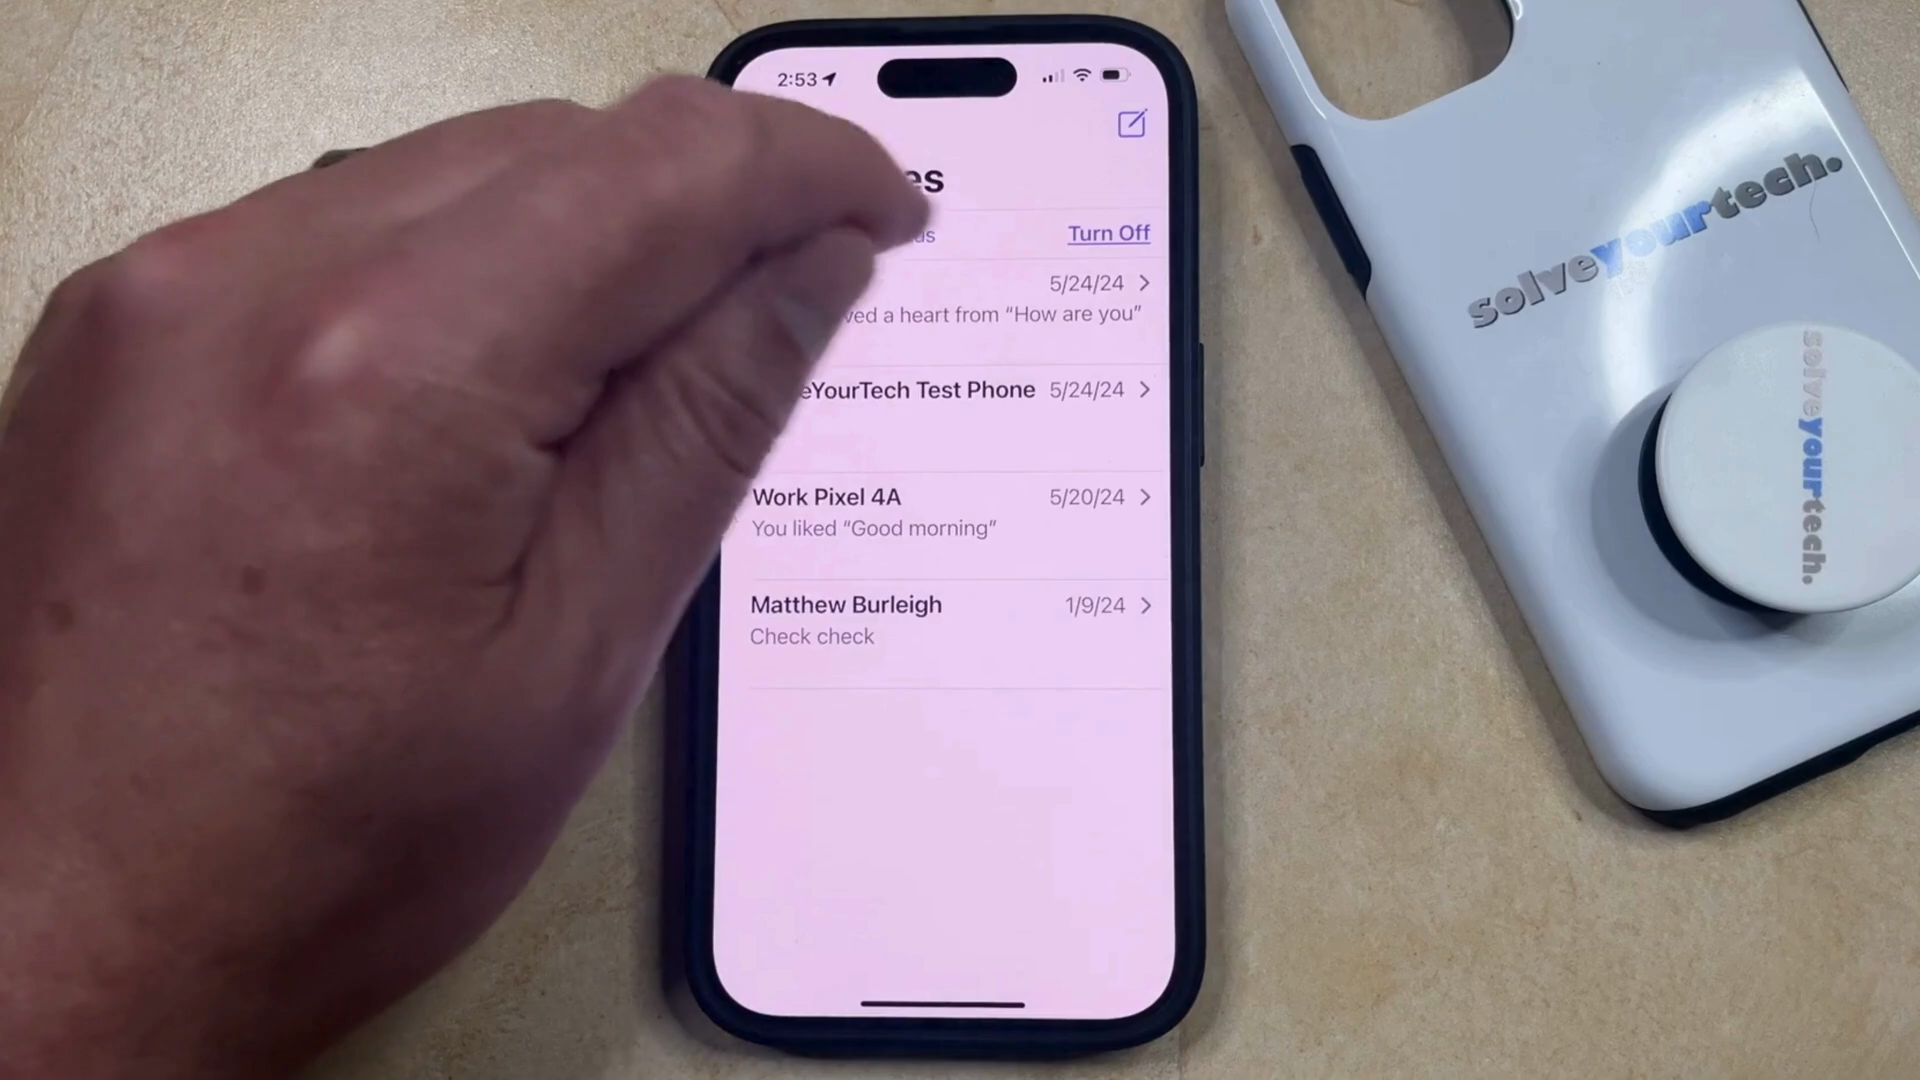 2:53
Turn Off
5/24/24
a heart from “How are you”
eYourTech Test Phone 5/24/24
Work Pixel 4A 5/20/24
You liked “Good morning”
Matthew Burleigh 1/9/24
Check check
solveyourtech.
solveyourtech.